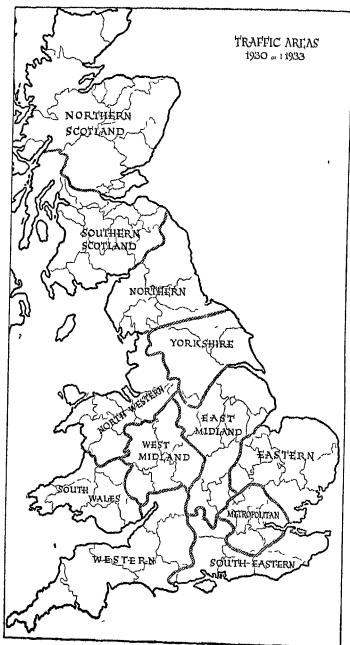 TRAFFIC AREAS
1930 to 1933
NORTHERN
SCOTLAND
SOUTHERN
SCOTLAND
NORTHERN
YORKSHIRE
NORTH WESTERN
EAST
MIDLAND
WEST
MIDLAND
EASTERN
SOUTH
WALES
METROPOLITAN
WESTERN
SOUTH-EASTERN